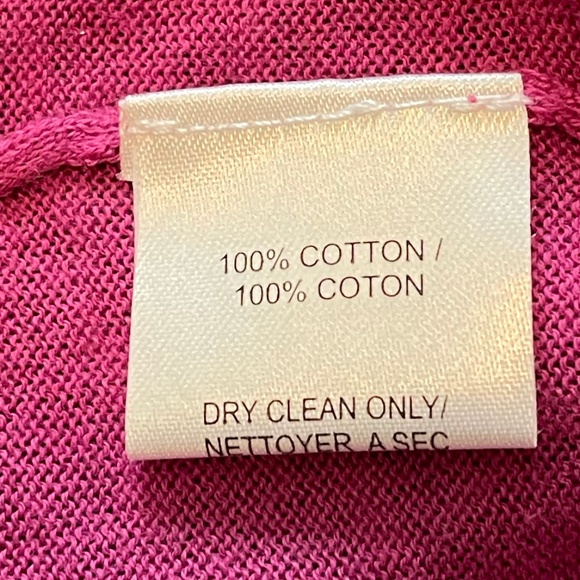 100% COTTON /
100% COTON
DRY CLEAN ONLY/
NETTOYER A SEC